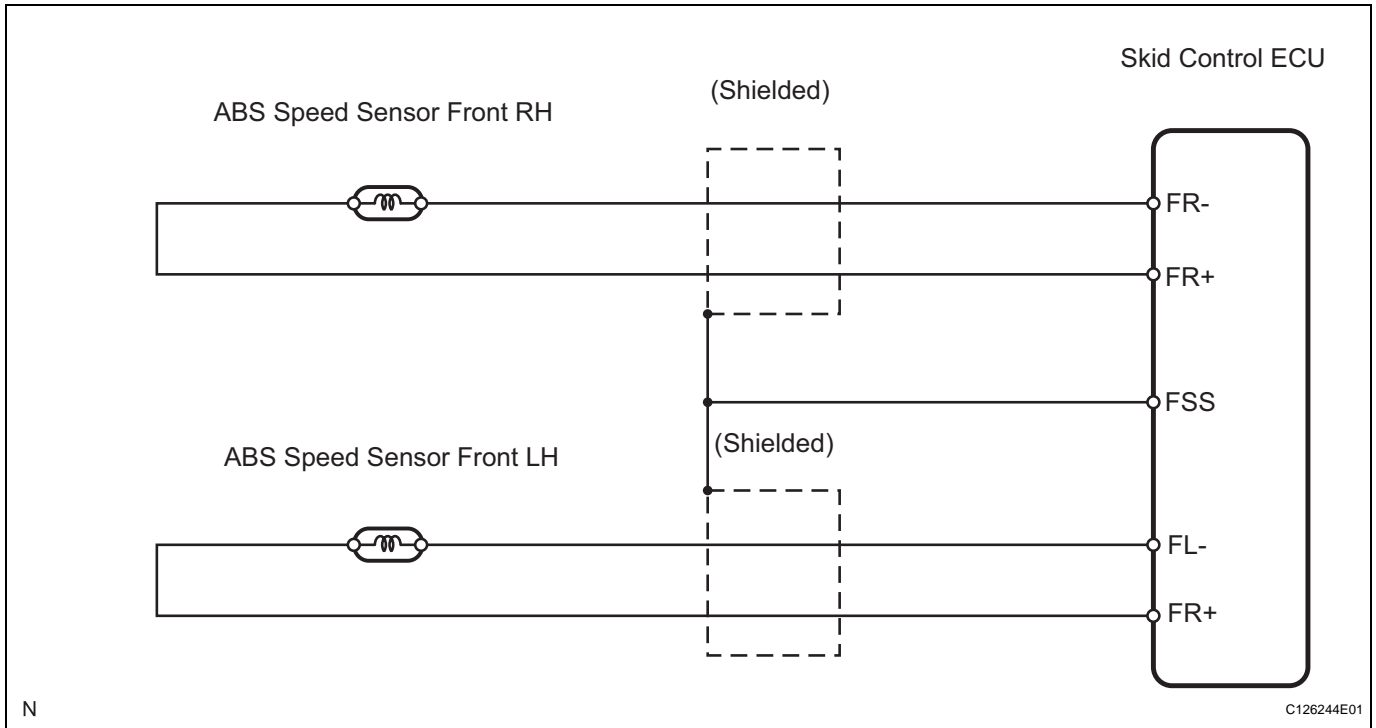 Skid Control ECU
(Shielded)
ABS Speed Sensor Front RH
FR-
FR+
FSS
(Shielded)
ABS Speed Sensor Front LH
FL-
FR+
N
C126244E01